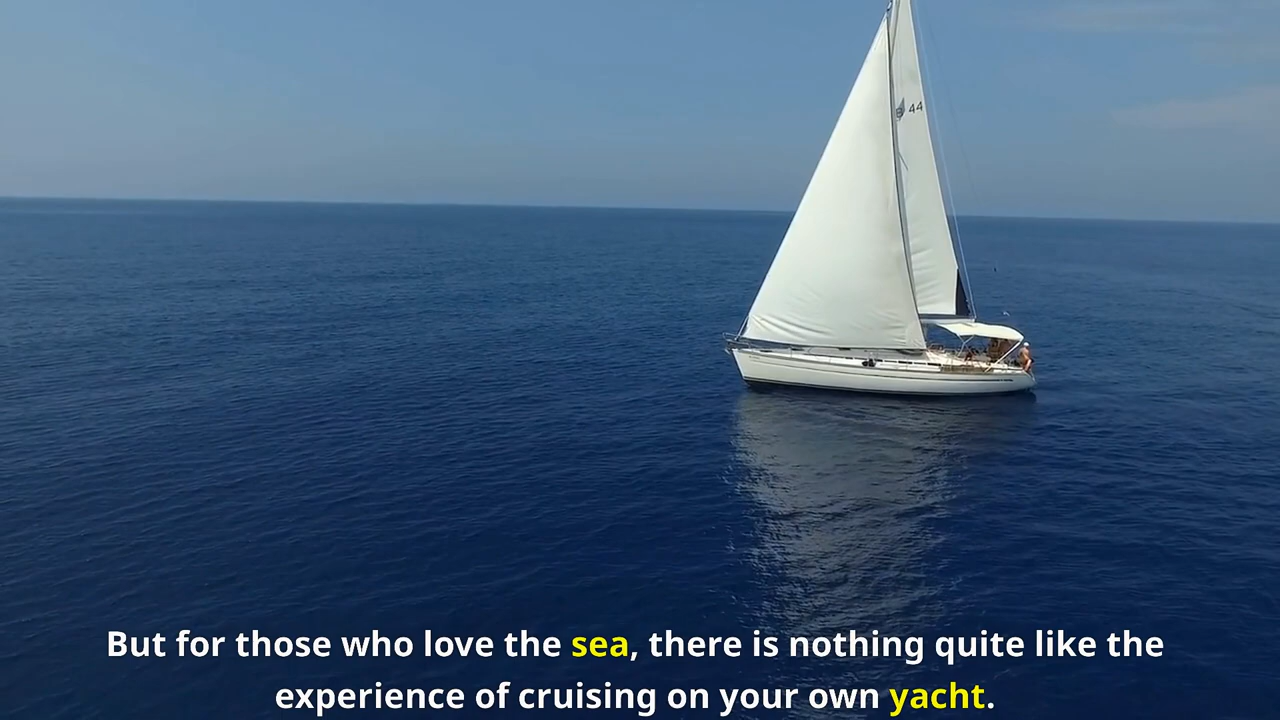 44
But for those who love the sea, there is nothing quite like the
experience of cruising on your own yacht.